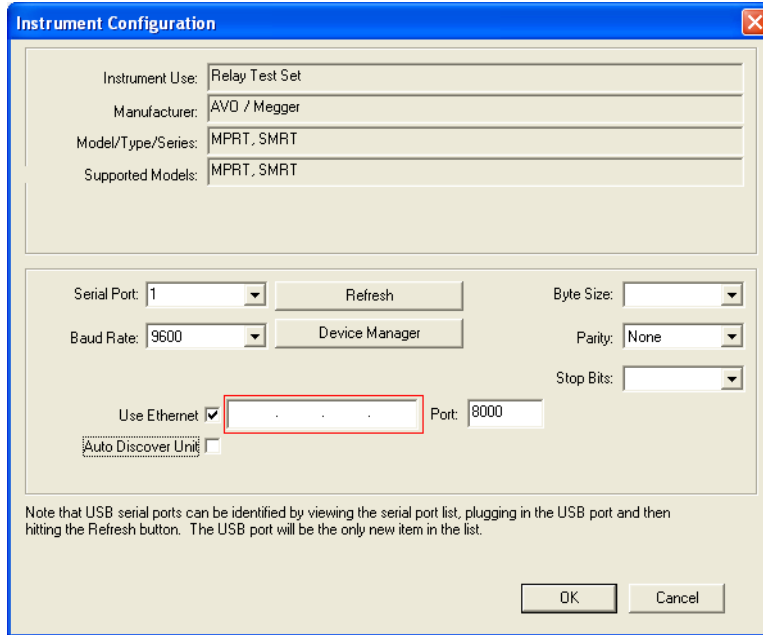 Instrument Configuration
Instrument Use: Relay Test Set
Manufacturer: AVO / Megger
Model/Type/Series: MPRT, SMRT
Supported Models: MPRT, SMRT
Serial Port: 1 Refresh Byte Size:
Baud Rate: 9600 Device Manager Parity: None
Stop Bits:
Use Ethernet . . . Port: 8000
Auto Discover Unit
Note that USB serial ports can be identified by viewing the serial port list, plugging in the USB port and then
hitting the Refresh button. The USB port will be the only new item in the list.
OK Cancel